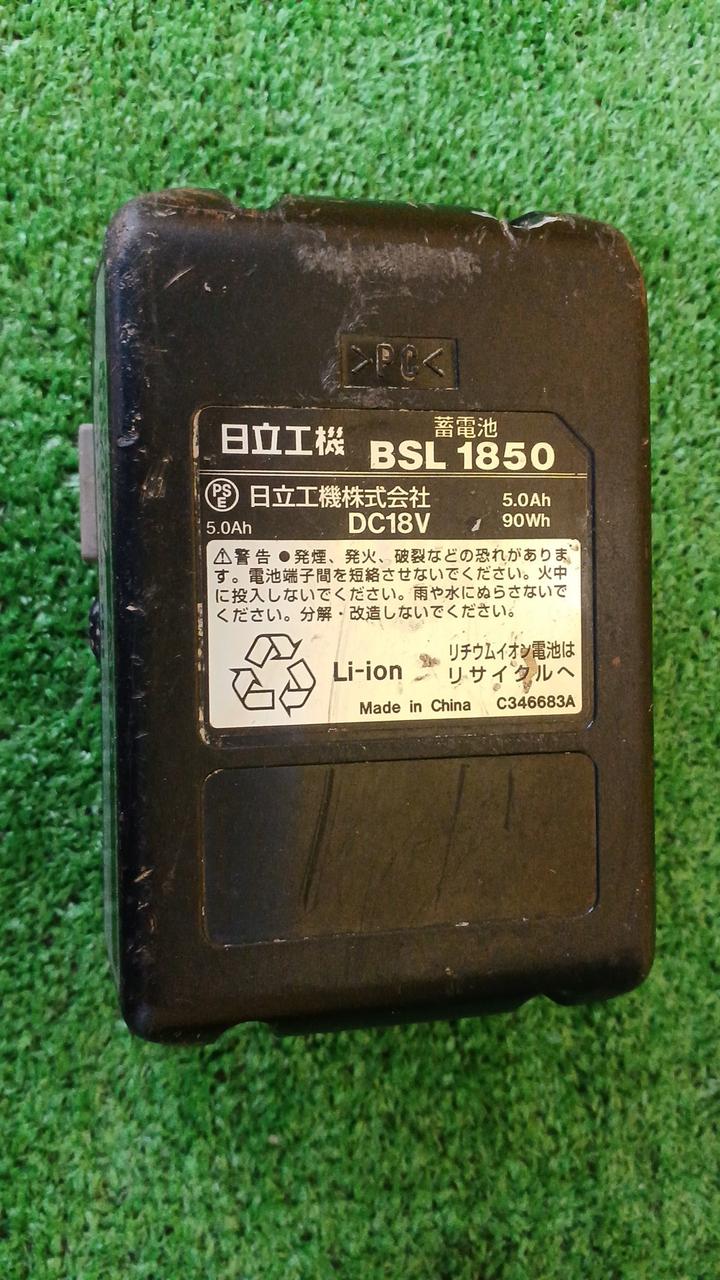 >PC<
日立工機 蓄電池 BSL 1850
PSE 日立工機株式会社 5.0Ah
5.0Ah DC18V 90Wh
⚠警告 ●発煙、発火、破裂などの恐れがありま
す。電池端子間を短絡させないでください。火中
に投入しないでください。雨や水にぬらさないで
ください。分解・改造しないでください。
Li-ion リチウムイオン電池は
リサイクルへ
Made in China C346683A